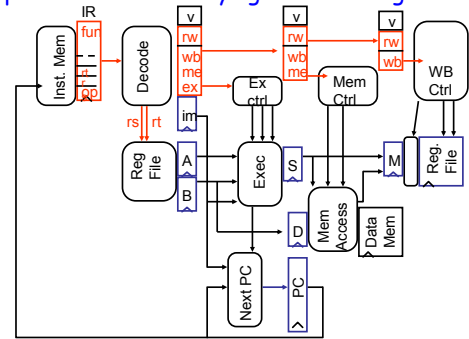 IR
Inst. Mem
fun
rt
op
Decode
v
rw
wb
me
ex
im
v
rw
wb
me
v
rw
wb
WB
Ctrl
Ex
ctrl
Mem
Ctrl
rs
rt
Reg
File
A
B
Exec
S
D
Mem
Access
Data
Mem
M
Reg.
File
Next PC
PC